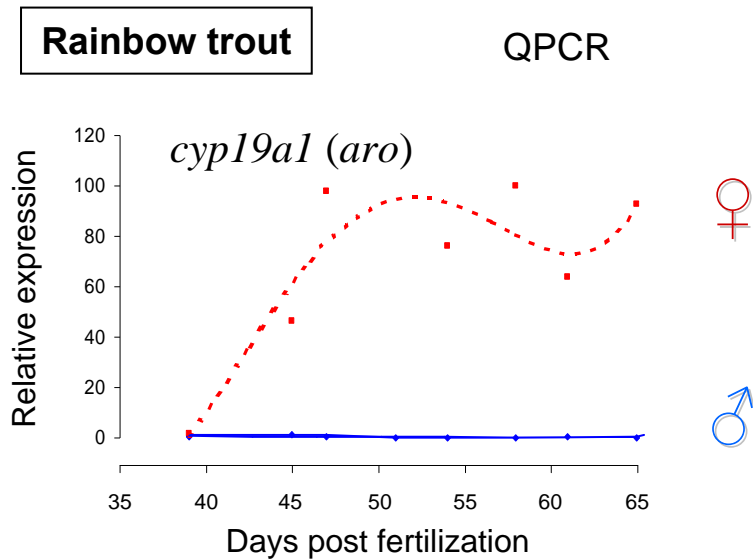 Rainbow trout
QPCR
cyp19a1 (aro)
Relative expression
120
100
80
60
40
20
0
35 40 45 50 55 60 65
Days post fertilization
♀
♂